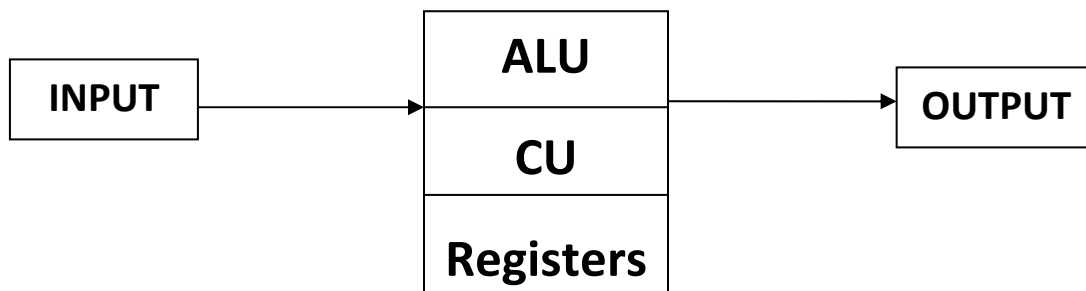 INPUT
ALU
CU
Registers
OUTPUT